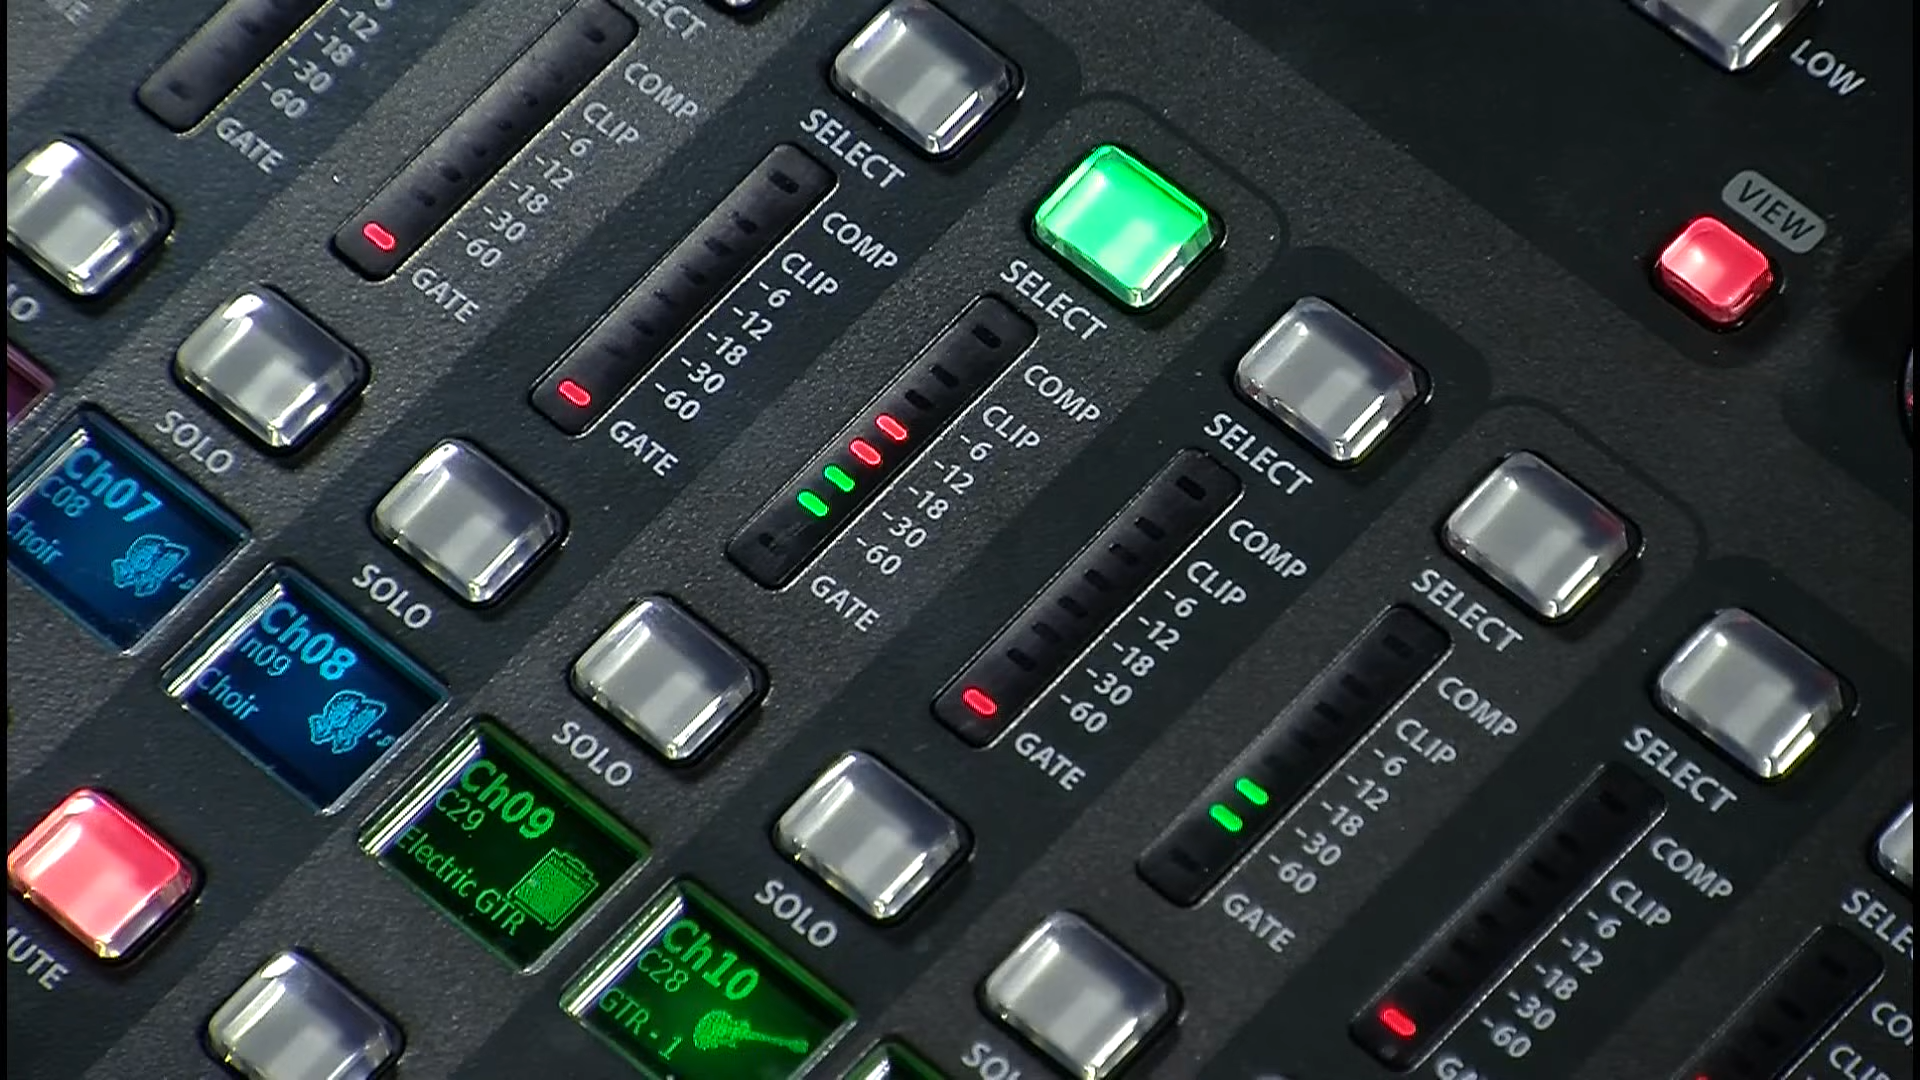 -12
-18
-30
-60
GATE
COMP
CLIP
-6
-12
-18
-30
-60
GATE
SELECT
COMP
CLIP
-6
-12
-18
-30
-60
GATE
SELECT
COMP
CLIP
-6
-12
-18
-30
-60
GATE
SELECT
COMP
CLIP
-6
-12
-18
-30
-60
GATE
SELECT
COMP
CLIP
-6
-12
-18
-30
-60
GATE
SELECT
COMP
CLIP
-6
-12
-18
-30
-60
LOW
VIEW
SOLO
SOLO
SOLO
SOLO
Ch07
C08
Choir
Ch08
In09
Choir
Ch09
C29
Electric GTR
Ch10
C28
GTR - 1